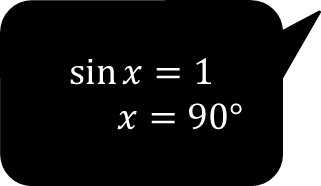 sin x = 1
x = 90°